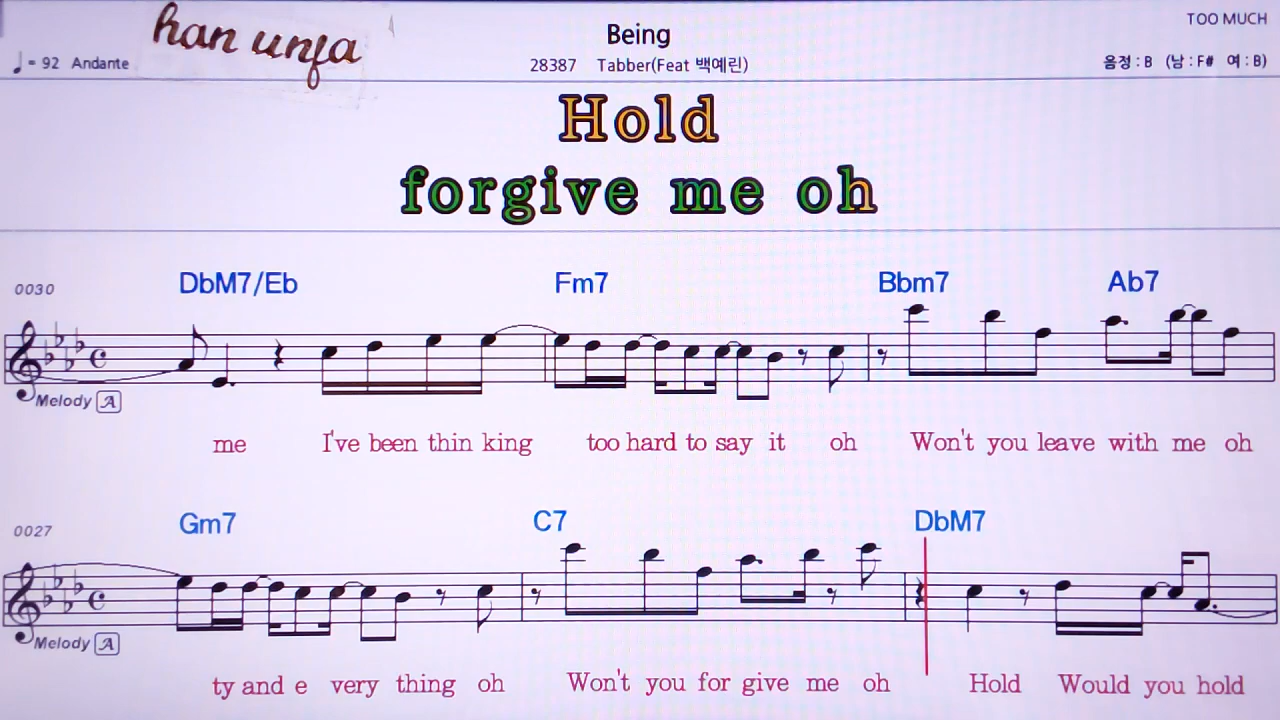 han unfa
Being
TOO MUCH
♩= 92 Andante
28387 Tabber(Feat 백예린)
음정 : B (남 : F# 여 : B)
Hold
forgive me oh
0030 DbM7/Eb Fm7 Bbm7 Ab7
Melody A
me I've been thin king too hard to say it oh Won't you leave with me oh
0027 Gm7 C7 DbM7
Melody A
ty and e very thing oh Won't you for give me oh Hold Would you hold